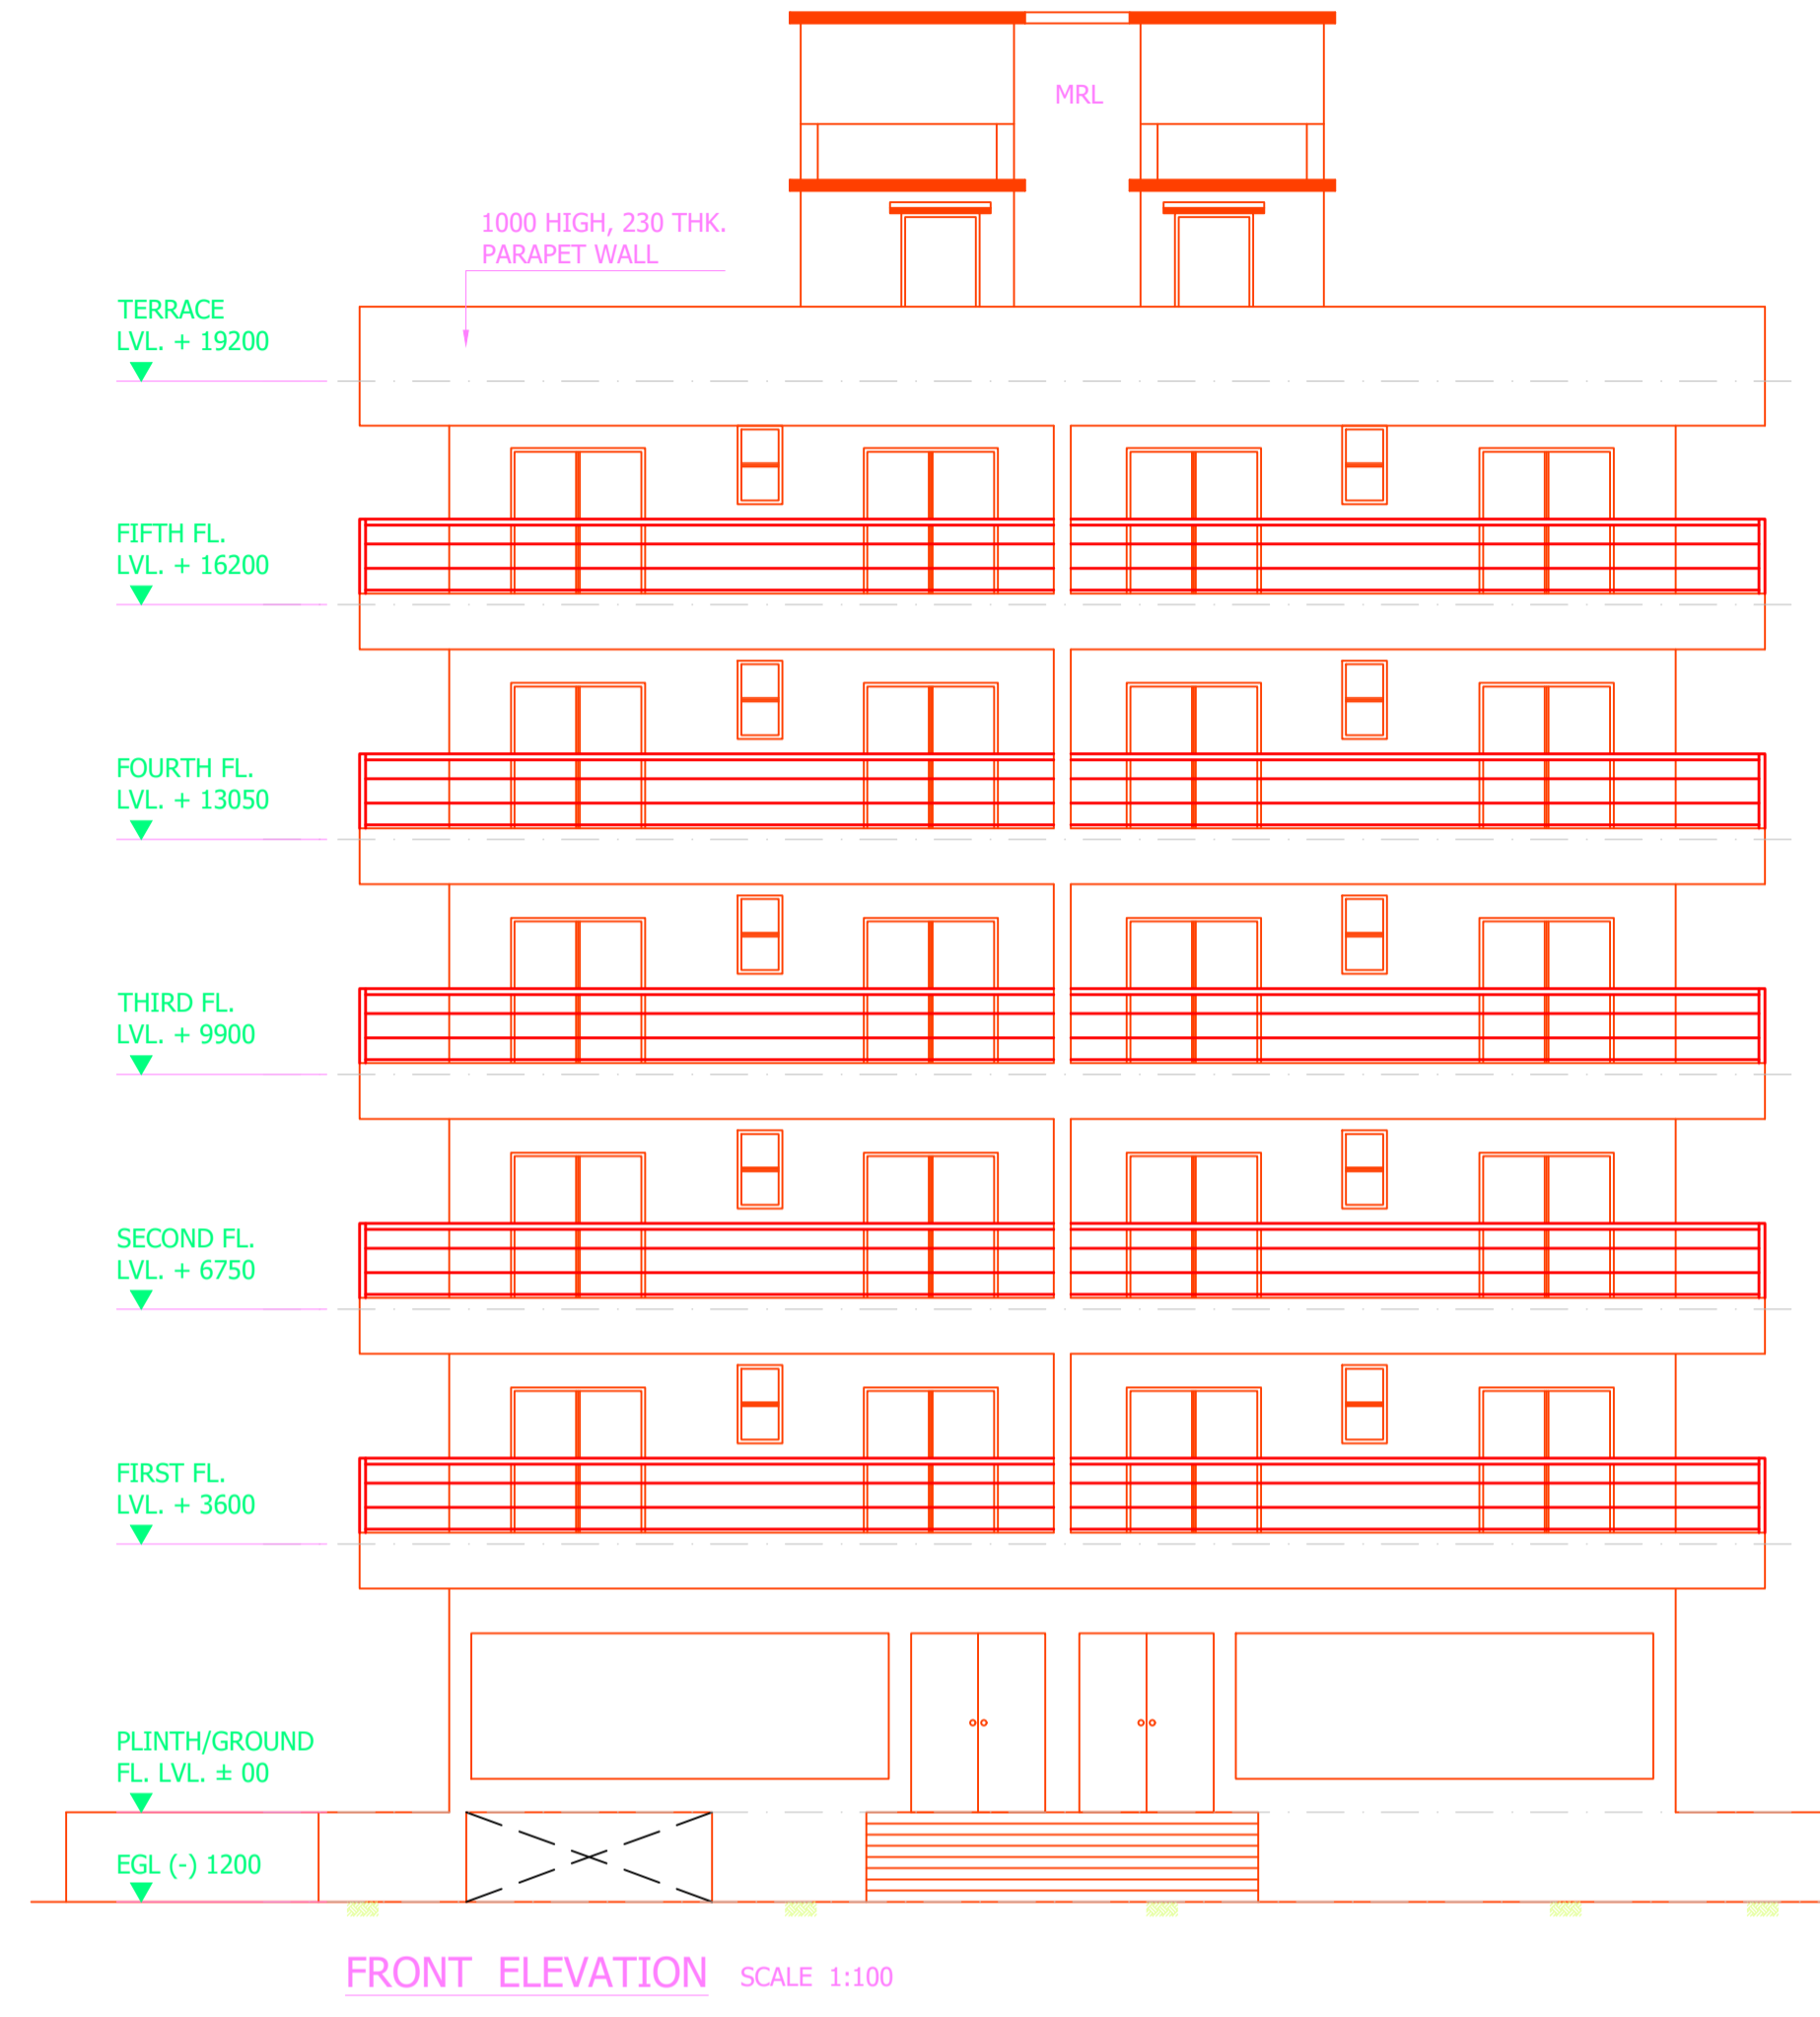 MRL
1000 HIGH, 230 THK.
PARAPET WALL
TERRACE
LVL. + 19200
FIFTH FL.
LVL. + 16200
FOURTH FL.
LVL. + 13050
THIRD FL.
LVL. + 9900
SECOND FL.
LVL. + 6750
FIRST FL.
LVL. + 3600
PLINTH/GROUND
FL. LVL. ± 00
EGL (-) 1200
FRONT ELEVATION SCALE 1:100